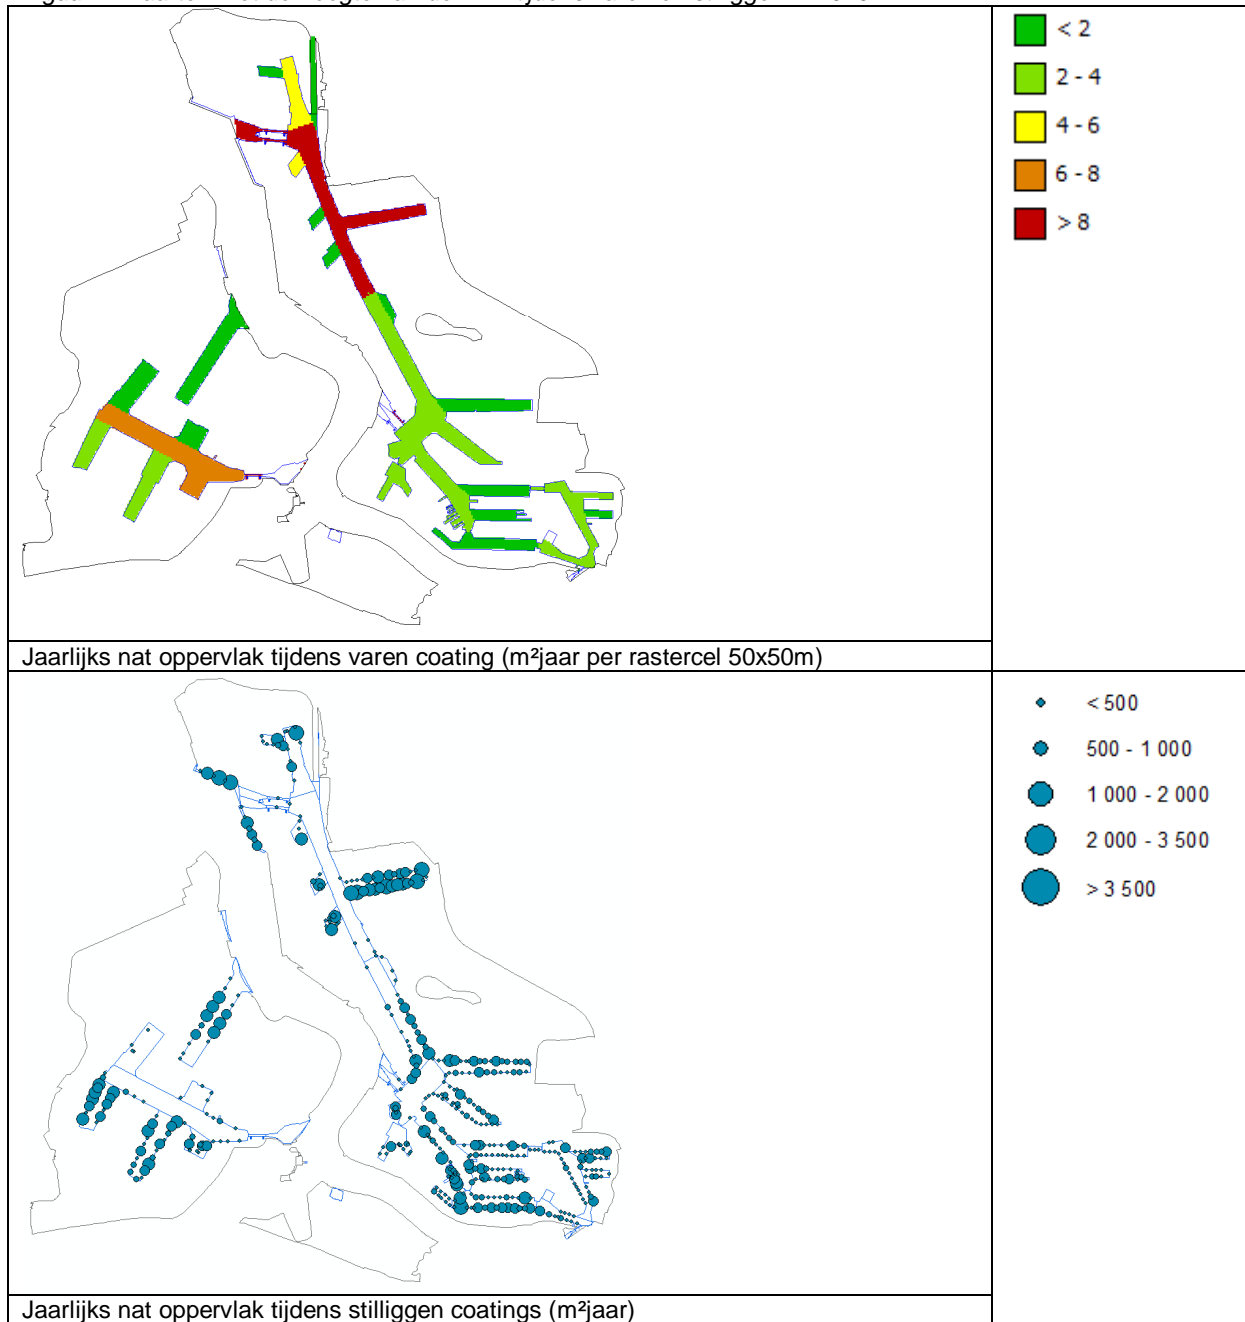 < 2
2 - 4
4 - 6
6 - 8
> 8
Jaarlijks nat oppervlak tijdens varen coating (m²jaar per rastercel 50x50m)
< 500
500 - 1 000
1 000 - 2 000
2 000 - 3 500
> 3 500
Jaarlijks nat oppervlak tijdens stilliggen coatings (m²jaar)